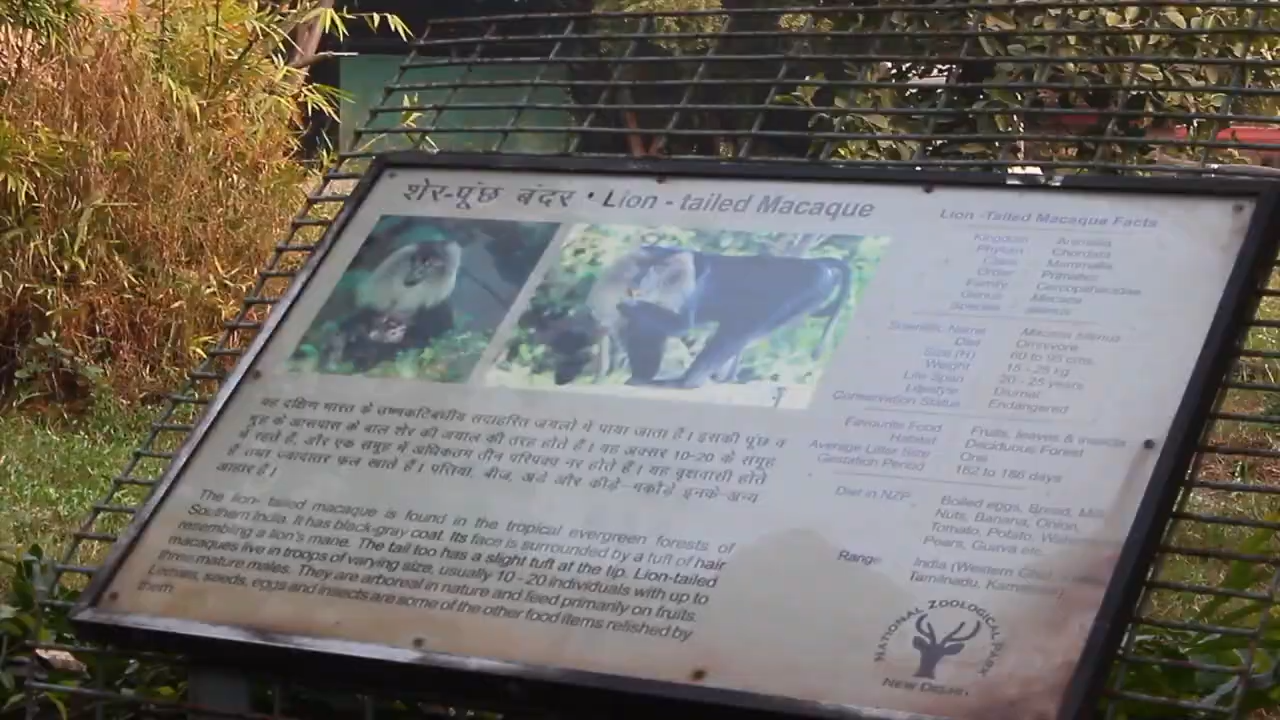 शेर-पूंछ बंदर • Lion - tailed Macaque
यह दक्षिण भारत के उष्णकटिबंधीय सदाहरित जंगलो में पाया जाता हैं। इसकी पूंछ व
मुह के आसपास के बाल शेर की अयाल की तरह होते हैं। यह अक्सर 10-20 के समूह
में रहते हैं, और एक समूह में अधिकतम तीन परिपक्व नर होते हैं। यह वृक्षवासी होते
हैं तथा ज्यादातर फल खाते हैं। पत्तिया, बीज, अंडे और कीड़े-मकौड़े इनके अन्य
आहार हैं।
The lion- tailed macaque is found in the tropical evergreen forests of
Southern India. It has black-gray coat. Its face is surrounded by a tuft of hair
resembling a lion's mane. The tail too has a slight tuft at the tip. Lion-tailed
macaques live in troops of varying size, usually 10 - 20 individuals with up to
three mature males. They are arboreal in nature and feed primarily on fruits.
Leaves, seeds, eggs and insects are some of the other food items relished by
them.
Lion -Tailed Macaque Facts
Kingdom Animalia
Phylum Chordata
Class Mammalia
Order Primates
Family Cercopithecidae
Genus Macaca
Species silenus
Scientific Name Macaca silenus
Diet Omnivore
Size (H) 60 to 95 cms.
Weight 15 - 25 kg
Life Span 20 - 25 years
Lifestyle Diurnal
Conservation Status Endangered
Favourite Food Fruits, leaves & insects
Habitat Deciduous Forest
Average Litter Size One
Gestation Period 162 to 186 days
Diet in NZP Boiled eggs, Bread, Milk
Nuts, Banana, Onion,
Tomato, Potato,
Pears, Guava etc.
Range India (Western
Tamilnadu,
NATIONAL ZOOLOGICAL PARK
NEW DELHI